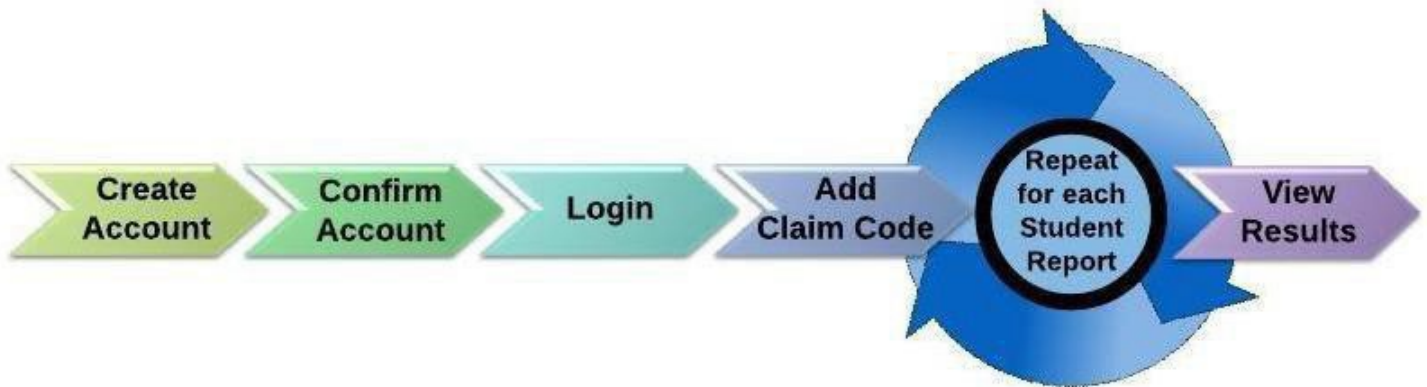 Create
Account
Confirm
Account
Login
Add
Claim Code
Repeat
for each
Student
Report
View
Results